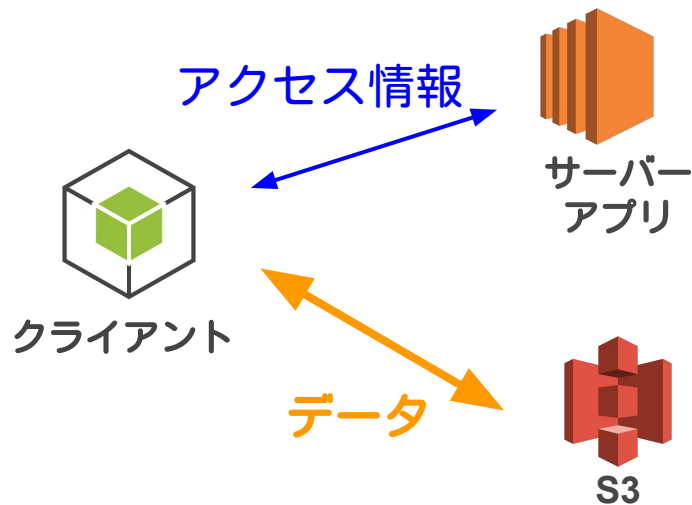 アクセス情報
サーバー
アプリ
クライアント
データ
S3